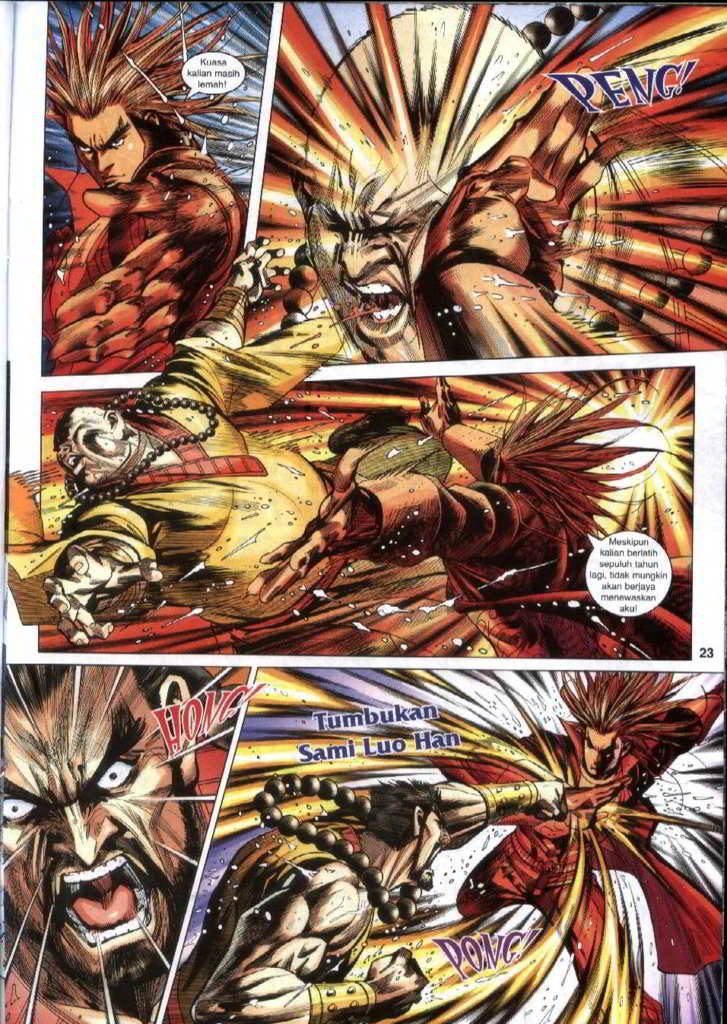 Kuasa
kalian masih
lemah!
PENG!
Meskipun
kalian berlatih
sepuluh tahun
lagi, tidak mungkin
akan berjaya
menewaskan
aku!
23
HONG!
Tumbukan
Sami Luo Han
PONG!